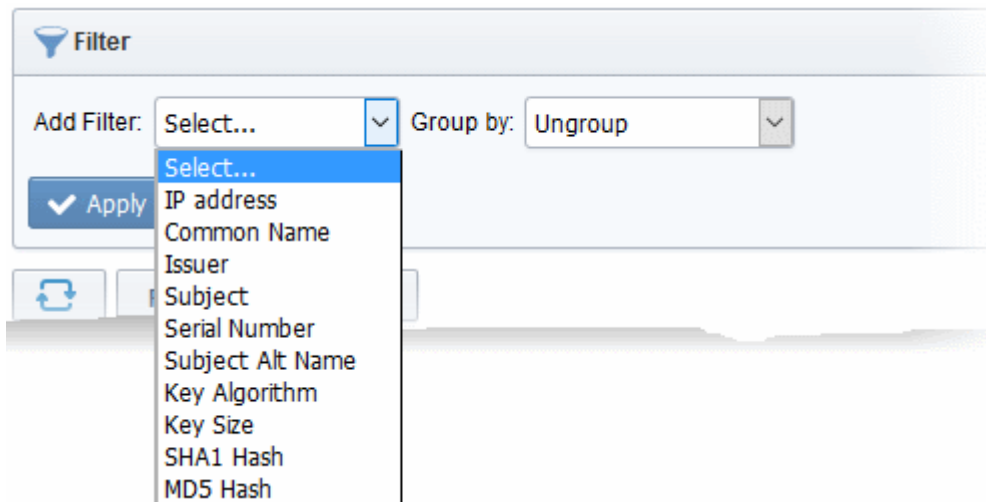 Filter
Add Filter: Select... Group by: Ungroup
Select...
Apply
IP address
Common Name
Issuer
Subject
Serial Number
Subject Alt Name
Key Algorithm
Key Size
SHA1 Hash
MD5 Hash